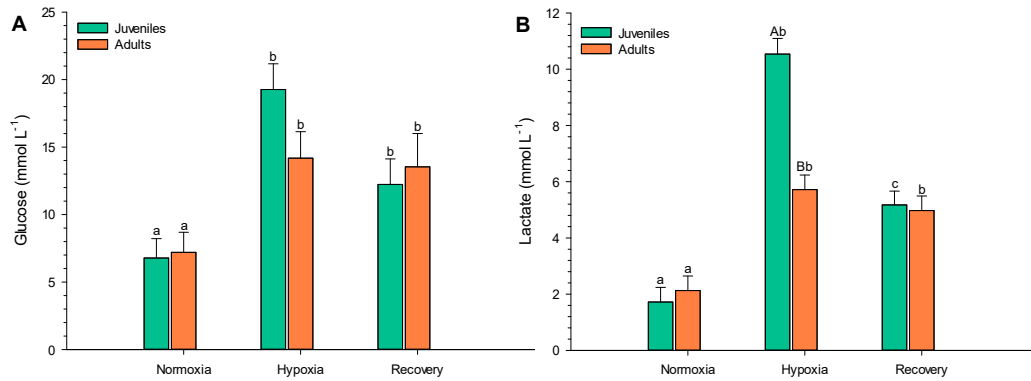 A
Juveniles
Adults
Glucose (mmol L⁻¹)
25
20
15
10
5
0
a
a
b
b
b
b
Normoxia
Hypoxia
Recovery
B
Juveniles
Adults
Lactate (mmol L⁻¹)
12
10
8
6
4
2
0
a
a
Ab
Bb
c
b
Normoxia
Hypoxia
Recovery